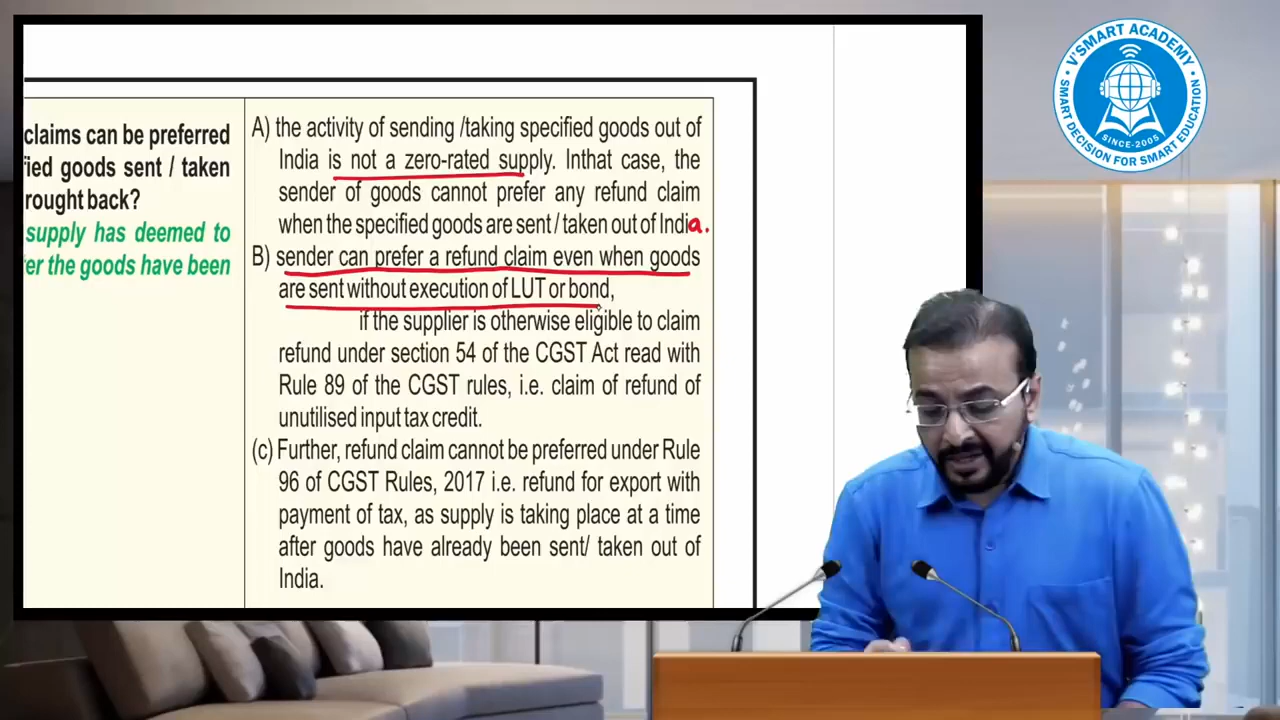 claims can be preferred
fied goods sent / taken
rought back?
supply has deemed to
er the goods have been
A) the activity of sending /taking specified goods out of
India is not a zero-rated supply. Inthat case, the
sender of goods cannot prefer any refund claim
when the specified goods are sent / taken out of India.
B) sender can prefer a refund claim even when goods
are sent without execution of LUT or bond,
if the supplier is otherwise eligible to claim
refund under section 54 of the CGST Act read with
Rule 89 of the CGST rules, i.e. claim of refund of
unutilised input tax credit.
(c) Further, refund claim cannot be preferred under Rule
96 of CGST Rules, 2017 i.e. refund for export with
payment of tax, as supply is taking place at a time
after goods have already been sent/ taken out of
India.
V'SMART ACADEMY
SINCE-2005
SMART DECISION FOR SMART EDUCATION